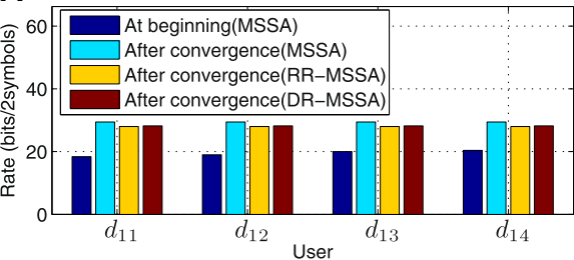 60
40
20
0
Rate (bits/2symbols)
At beginning(MSSA)
After convergence(MSSA)
After convergence(RR−MSSA)
After convergence(DR−MSSA)
d11 d12 d13 d14
User